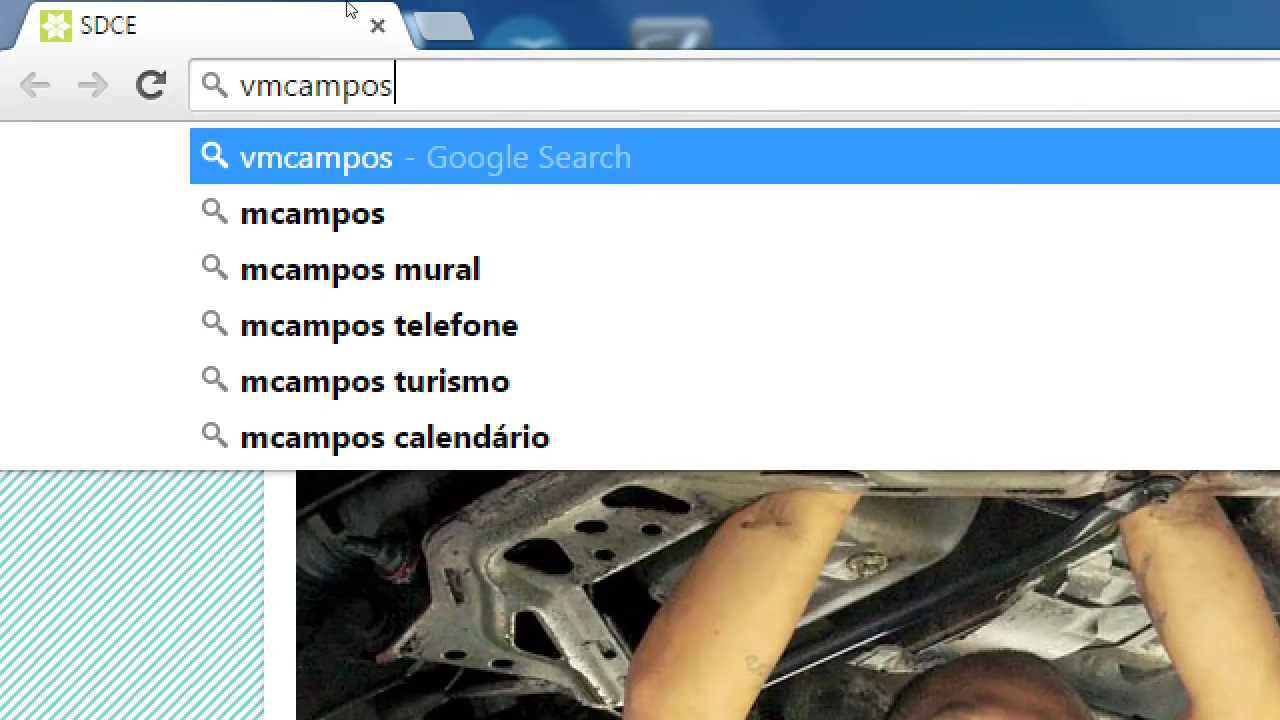 SDCE
vmcampos
vmcampos - Google Search
mcampos
mcampos mural
mcampos telefone
mcampos turismo
mcampos calendário